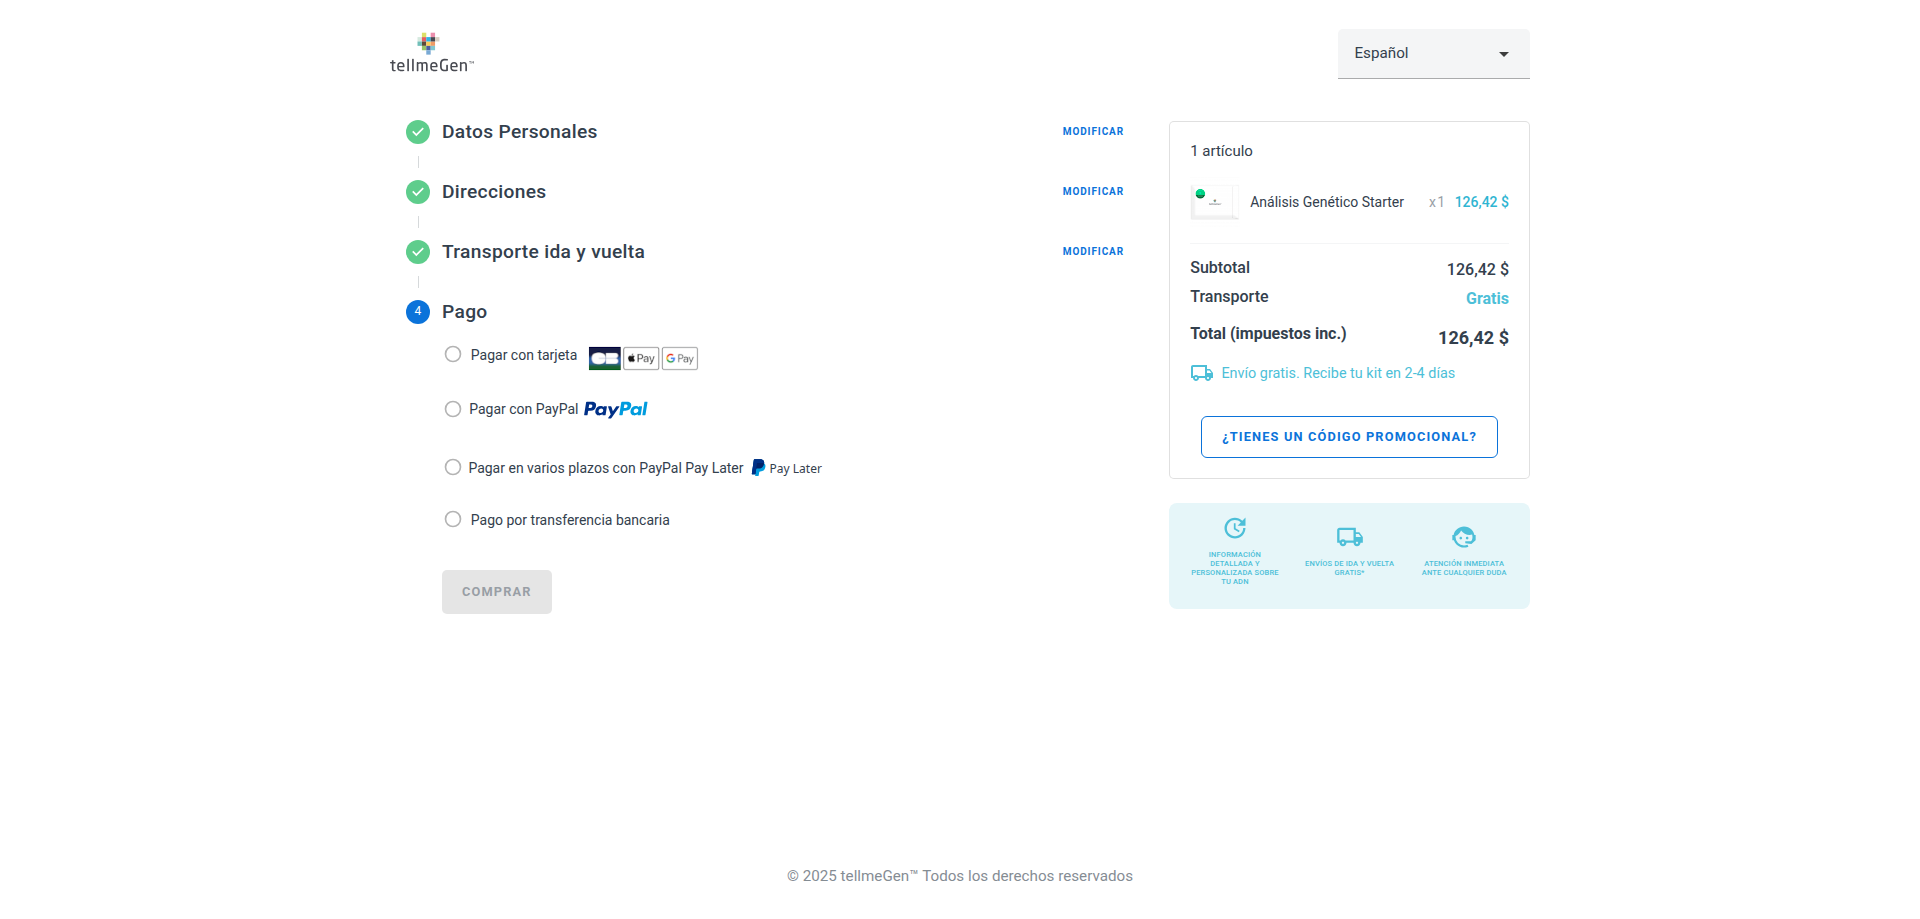 tellmeGen™
Español
Datos Personales
MODIFICAR
Direcciones
MODIFICAR
Transporte ida y vuelta
MODIFICAR
4 Pago
Pagar con tarjeta CB Pay G Pay
Pagar con PayPal PayPal
Pagar en varios plazos con PayPal Pay Later Pay Later
Pago por transferencia bancaria
COMPRAR
1 artículo
Análisis Genético Starter x1 126,42 $
Subtotal 126,42 $
Transporte Gratis
Total (impuestos inc.) 126,42 $
Envío gratis. Recibe tu kit en 2-4 días
¿TIENES UN CÓDIGO PROMOCIONAL?
INFORMACIÓN
DETALLADA Y
PERSONALIZADA SOBRE
TU ADN
ENVÍOS DE IDA Y VUELTA
GRATIS*
ATENCIÓN INMEDIATA
ANTE CUALQUIER DUDA
© 2025 tellmeGen™ Todos los derechos reservados